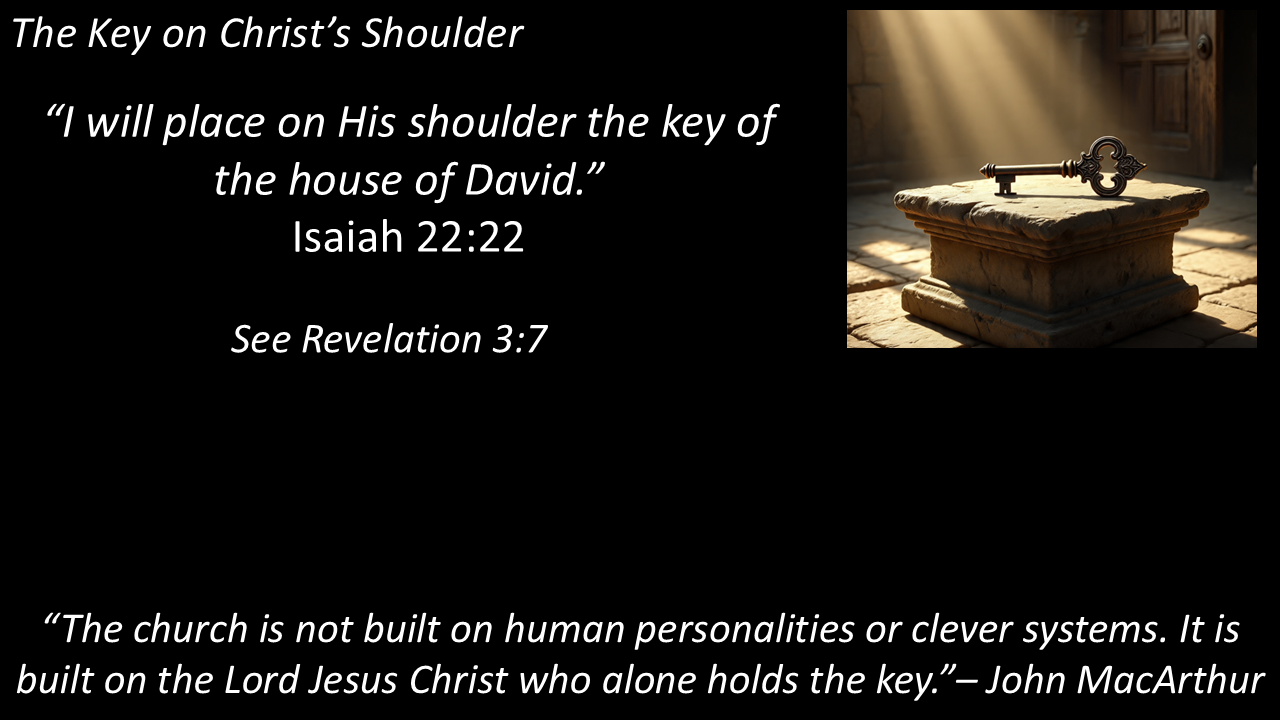 The Key on Christ’s Shoulder
“I will place on His shoulder the key of
the house of David.”
Isaiah 22:22
See Revelation 3:7
“The church is not built on human personalities or clever systems. It is
built on the Lord Jesus Christ who alone holds the key.”– John MacArthur